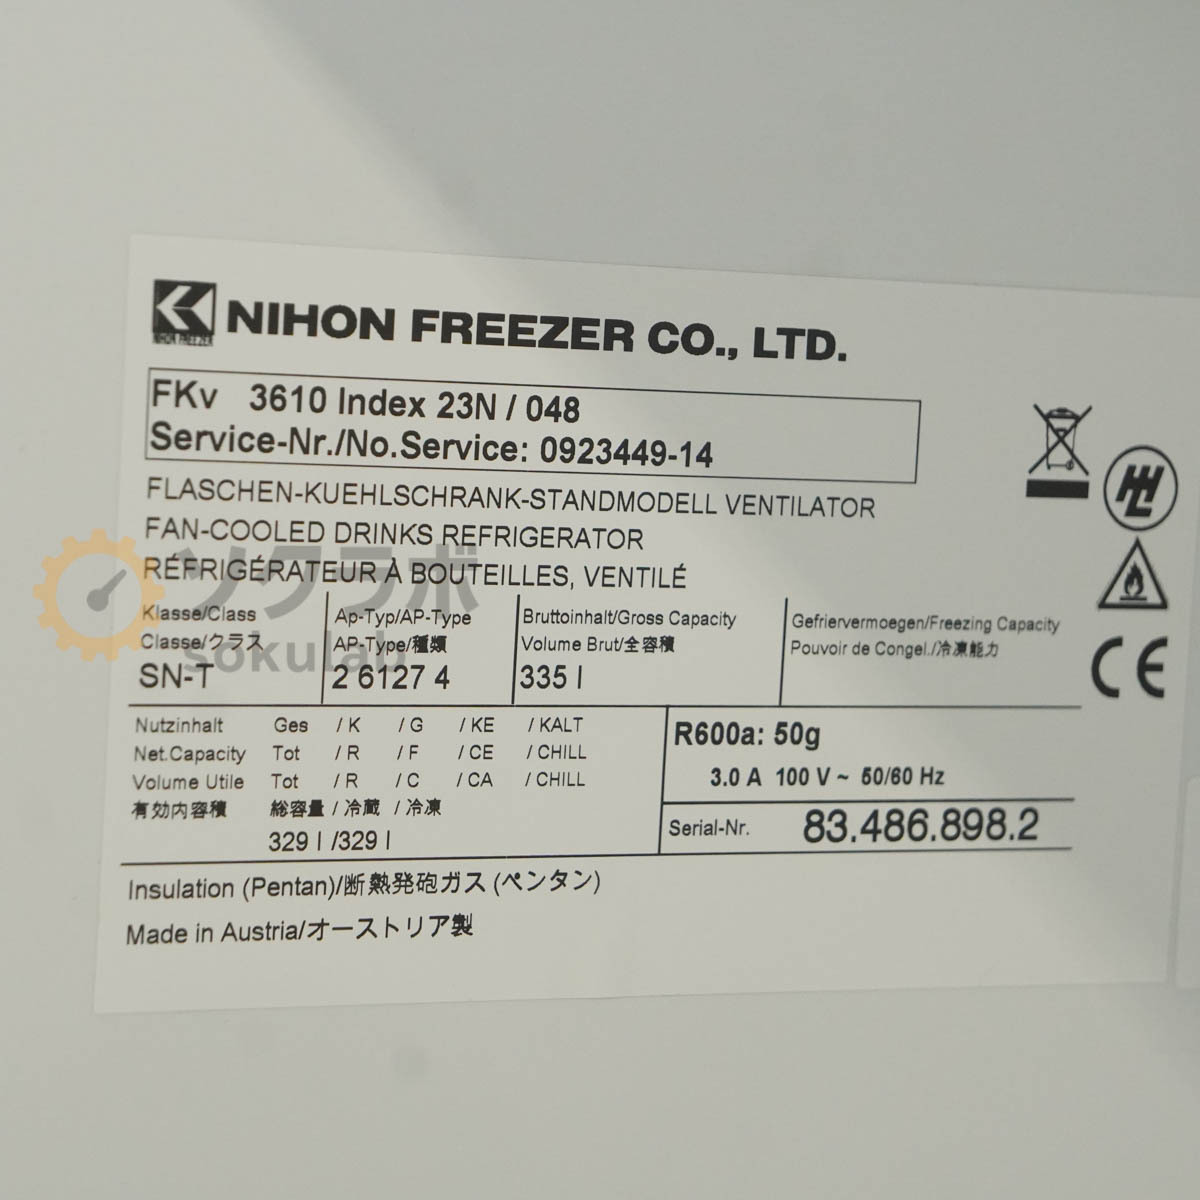 NIHON FREEZER
NIHON FREEZER CO., LTD.
FKv 3610 Index 23N / 048
Service-Nr./No.Service: 0923449-14
FLASCHEN-KUEHLSCHRANK-STANDMODELL VENTILATOR
FAN-COOLED DRINKS REFRIGERATOR
RÉFRIGÉRATEUR À BOUTEILLES, VENTILÉ
ソクラボ
sokulab
Klasse/Class
Classe/クラス
SN-T
Ap-Typ/AP-Type
AP-Type/種類
2 6127 4
Bruttoinhalt/Gross Capacity
Volume Brut/全容積
335 l
Gefriervermoegen/Freezing Capacity
Pouvoir de Congel./冷凍能力
CE
Nutzinhalt Ges / K / G / KE / KALT
Net.Capacity Tot / R / F / CE / CHILL
Volume Utile Tot / R / C / CA / CHILL
有効内容積 総容量 / 冷蔵 / 冷凍
329 l /329 l
R600a: 50g
3.0 A 100 V ~ 50/60 Hz
Serial-Nr. 83.486.898.2
Insulation (Pentan)/断熱発砲ガス (ペンタン)
Made in Austria/オーストリア製